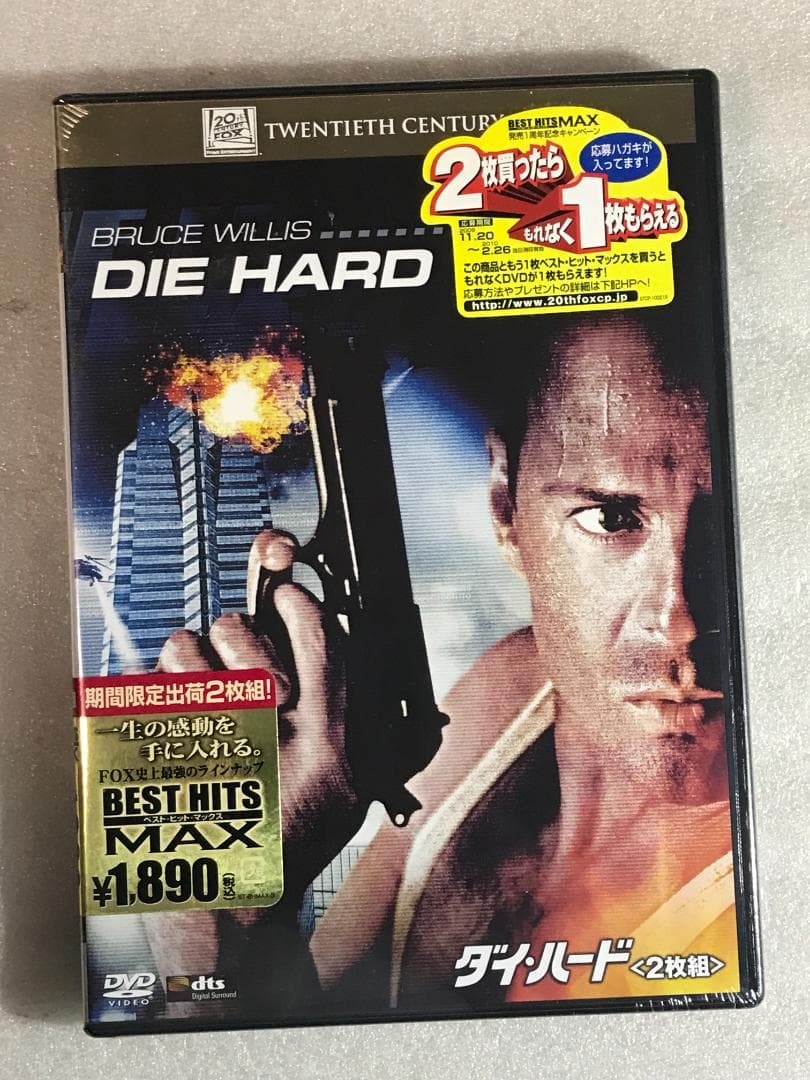 20th
CENTURY
FOX
TWENTIETH CENTURY
BEST HITS MAX
発売1周年記念キャンペーン
応募ハガキが
入ってます!
2枚買ったら
もれなく1枚もらえる
応募期間
2009
11.20
2010
〜2.26
この商品ともう1枚ベスト・ヒット・マックスを買うと
もれなくDVDが1枚もらえます!
応募方法やプレゼントの詳細は下記HPへ!
http://www.20thfoxcp.jp
BRUCE WILLIS
DIE HARD
期間限定出荷2枚組!
一生の感動を
手に入れる。
FOX史上最強のラインナップ
BEST HITS
ベスト・ヒット・マックス
MAX
¥1,890(税込)
ダイ・ハード<2枚組>
DVD
VIDEO
dts
Digital Surround